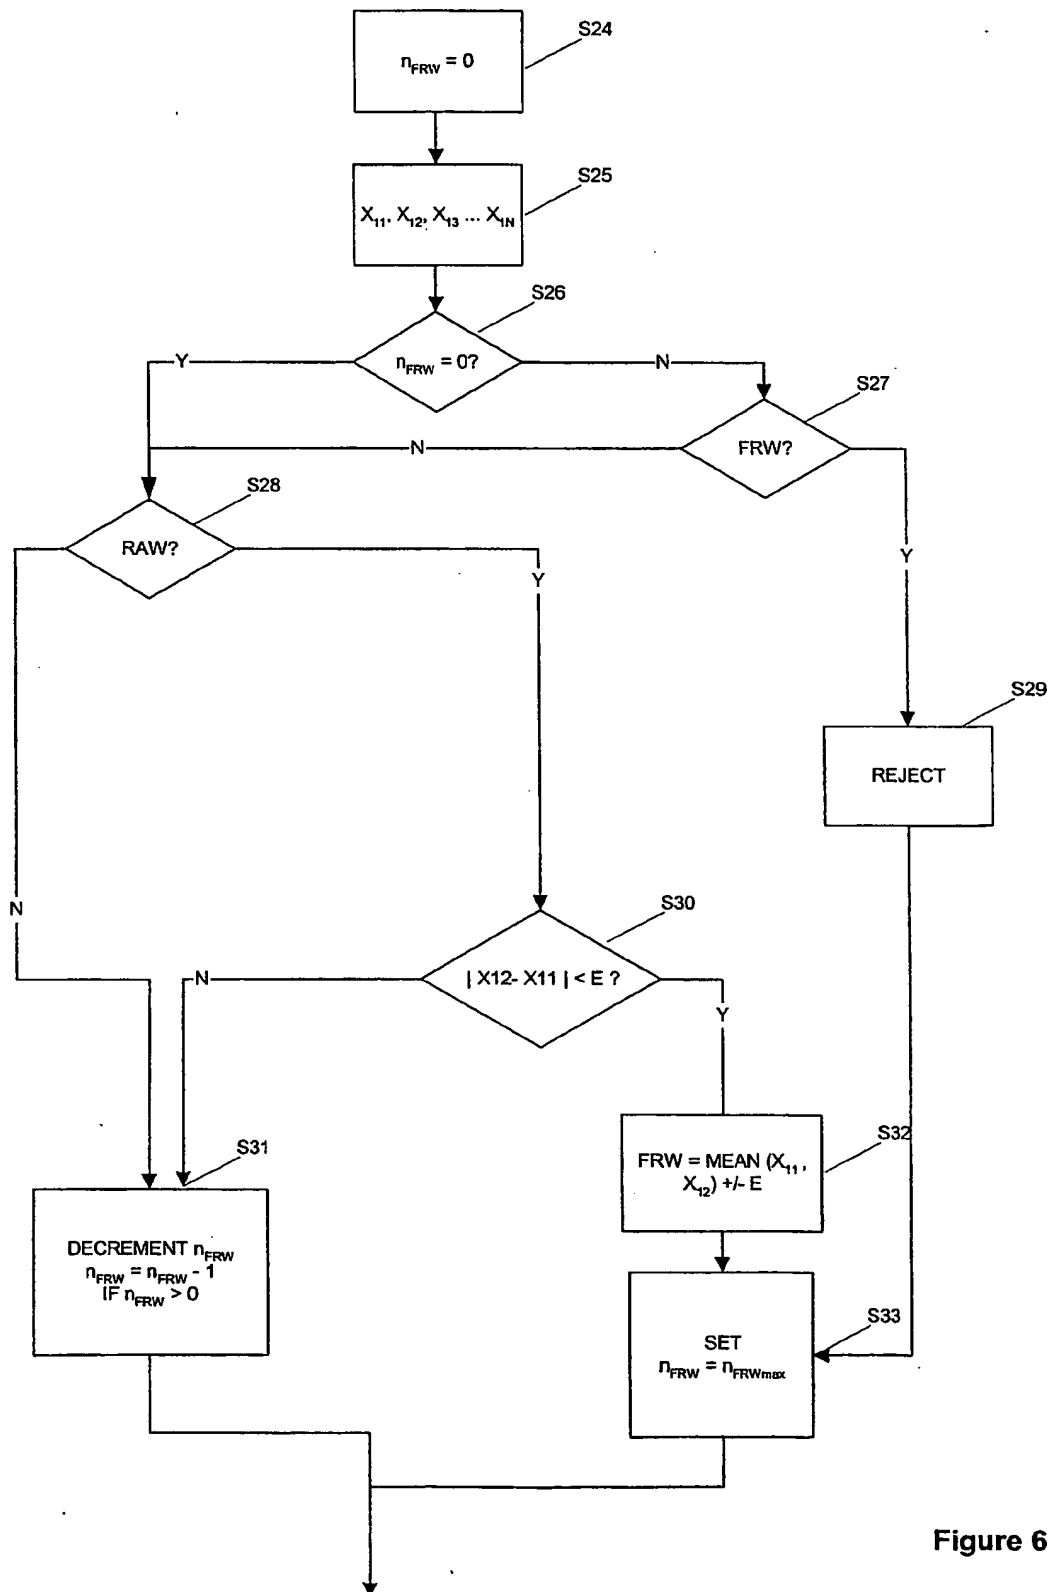 S24
n_FRW = 0
S25
X_11, X_12, X_13 ... X_1N
S26
n_FRW = 0?
Y
N
S27
FRW?
N
Y
S28
RAW?
Y
N
S29
REJECT
S30
| X12- X11 | < E ?
N
Y
S31
DECREMENT n_FRW
n_FRW = n_FRW - 1
IF n_FRW > 0
S32
FRW = MEAN (X_11 ,
X_12) +/- E
S33
SET
n_FRW = n_FRWmax
Figure 6